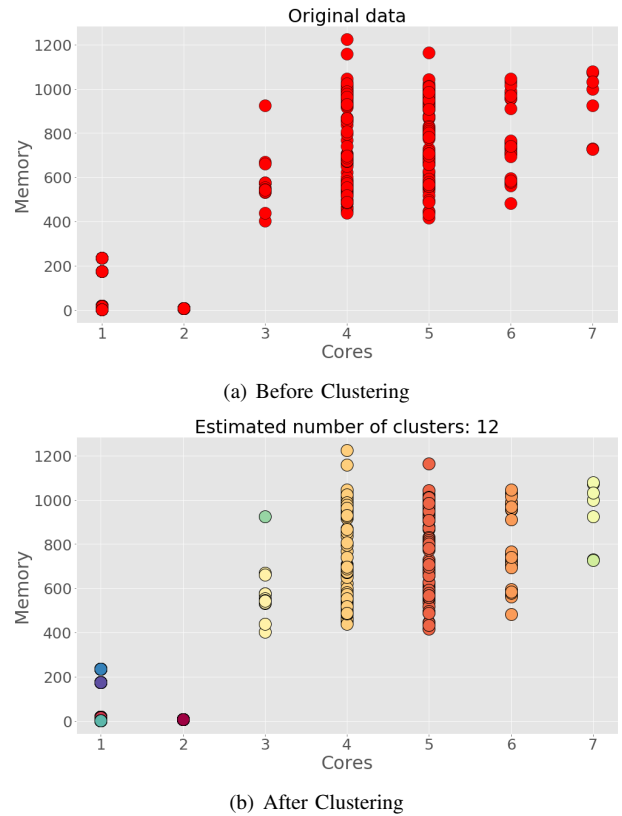 Original data
1200
1000
800
600
400
200
0
Memory
1 2 3 4 5 6 7
Cores
(a) Before Clustering
Estimated number of clusters: 12
1200
1000
800
600
400
200
0
Memory
1 2 3 4 5 6 7
Cores
(b) After Clustering